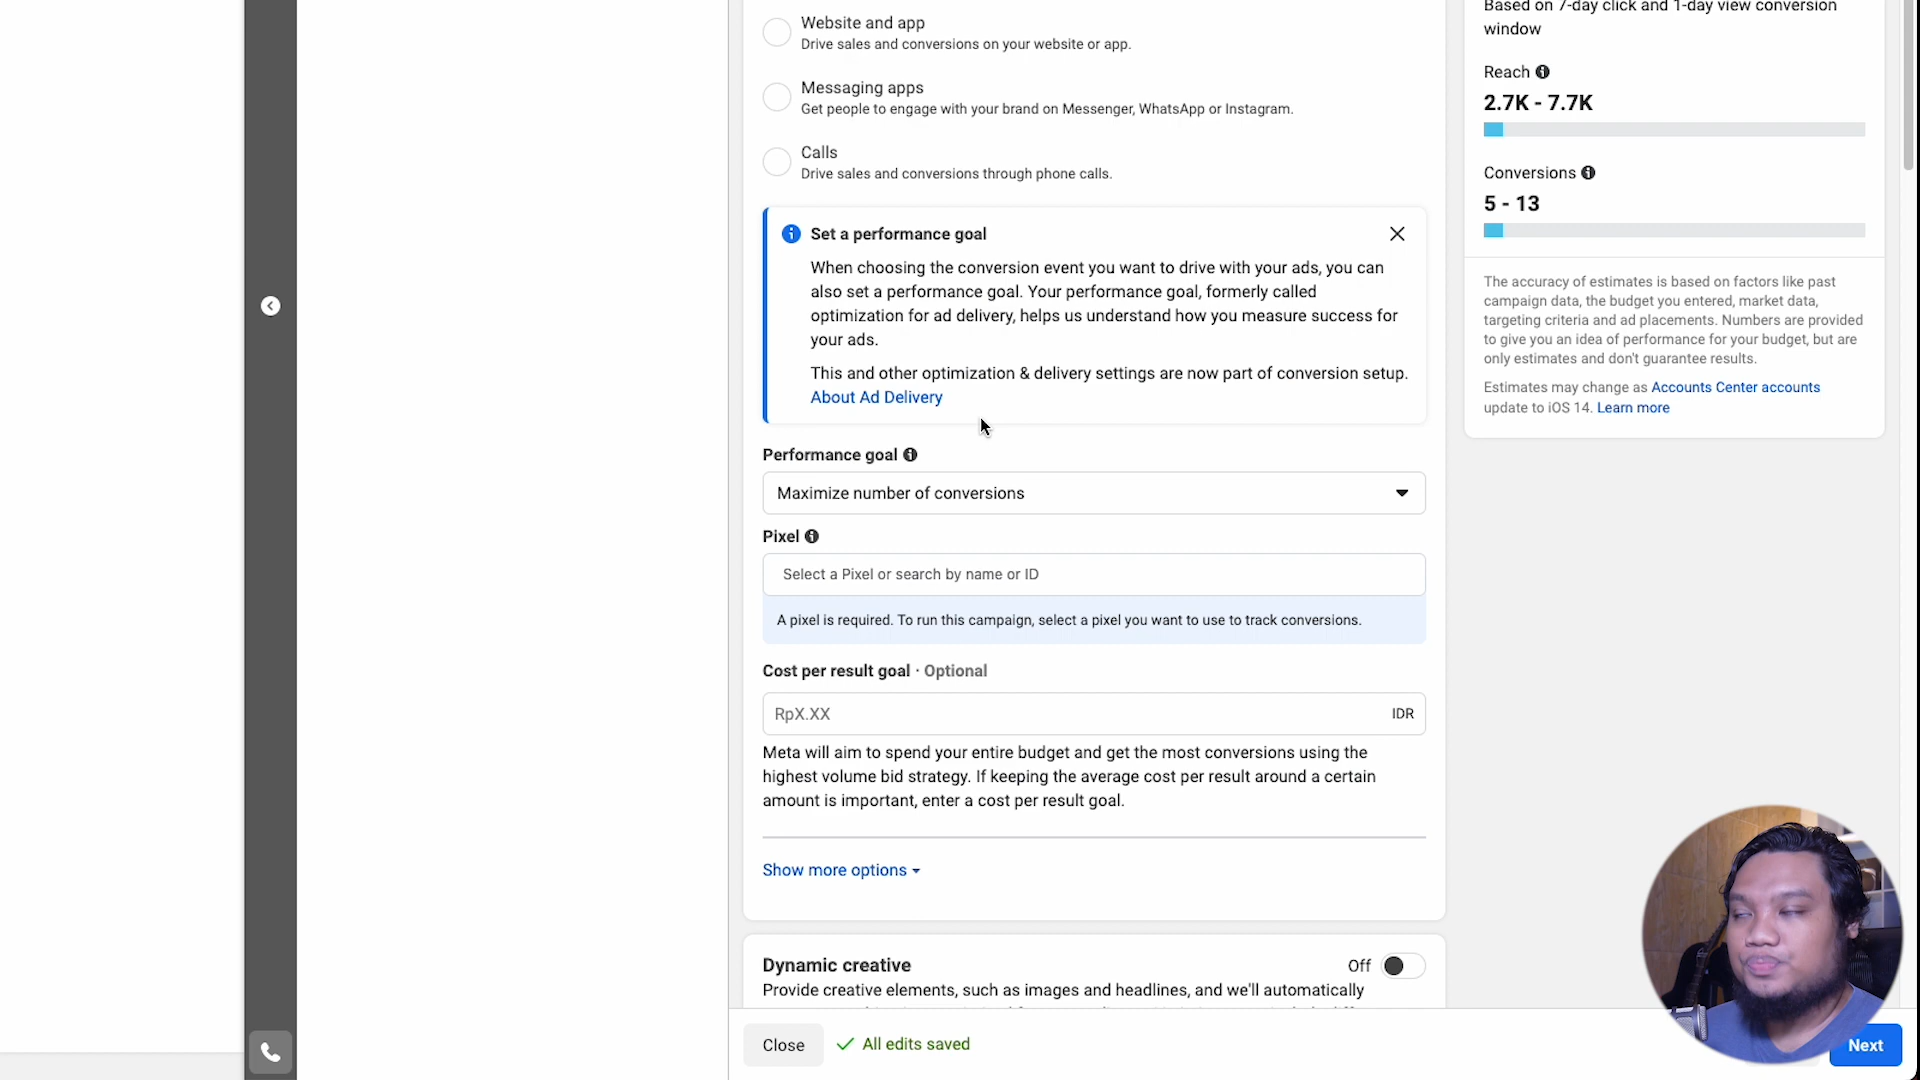 Website and app
Drive sales and conversions on your website or app.
Messaging apps
Get people to engage with your brand on Messenger, WhatsApp or Instagram.
Calls
Drive sales and conversions through phone calls.
Set a performance goal
When choosing the conversion event you want to drive with your ads, you can
also set a performance goal. Your performance goal, formerly called
optimization for ad delivery, helps us understand how you measure success for
your ads.
This and other optimization & delivery settings are now part of conversion setup.
About Ad Delivery
Performance goal
Maximize number of conversions
Pixel
Select a Pixel or search by name or ID
A pixel is required. To run this campaign, select a pixel you want to use to track conversions.
Cost per result goal · Optional
RpX.XX IDR
Meta will aim to spend your entire budget and get the most conversions using the
highest volume bid strategy. If keeping the average cost per result around a certain
amount is important, enter a cost per result goal.
Show more options
Dynamic creative Off
Provide creative elements, such as images and headlines, and we'll automatically
Close All edits saved
Next
Based on 7-day click and 1-day view conversion
window
Reach
2.7K - 7.7K
Conversions
5 - 13
The accuracy of estimates is based on factors like past
campaign data, the budget you entered, market data,
targeting criteria and ad placements. Numbers are provided
to give you an idea of performance for your budget, but are
only estimates and don't guarantee results.
Estimates may change as Accounts Center accounts
update to iOS 14. Learn more